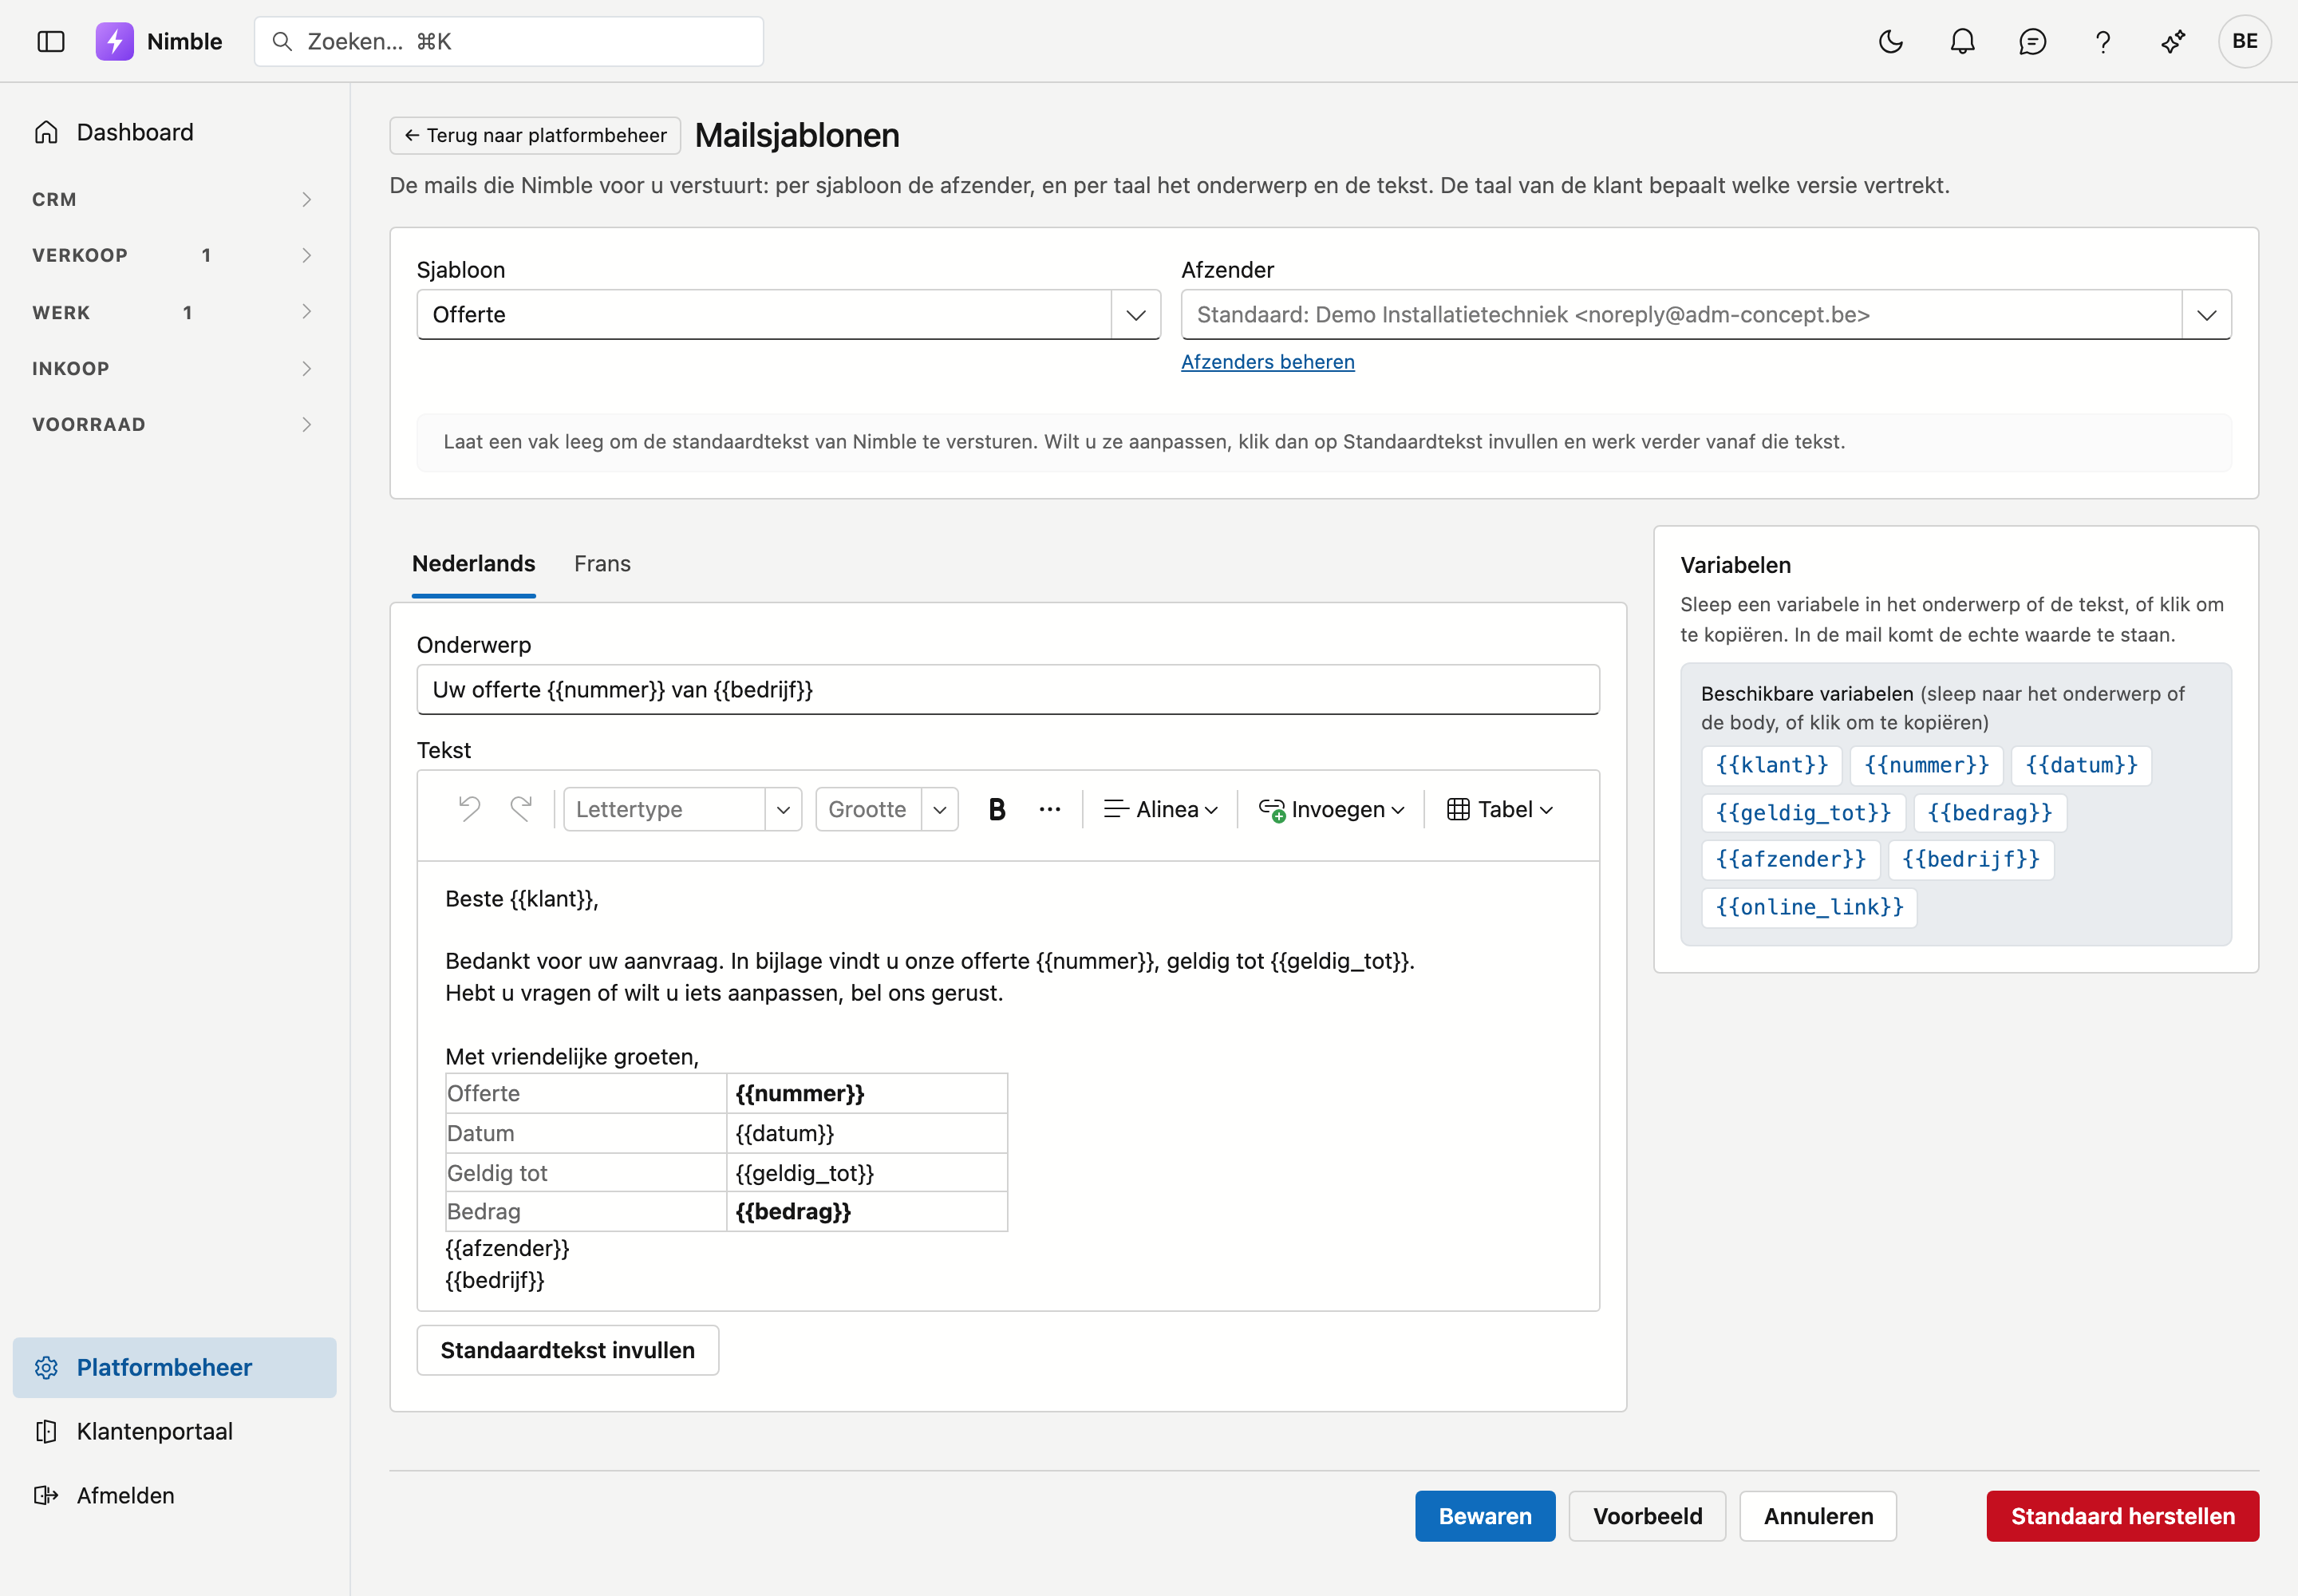 Nimble
Zoeken... ⌘K
BE
Dashboard
CRM
VERKOOP 1
WERK 1
INKOOP
VOORRAAD
Platformbeheer
Klantenportaal
Afmelden
← Terug naar platformbeheer
Mailsjablonen
De mails die Nimble voor u verstuurt: per sjabloon de afzender, en per taal het onderwerp en de tekst. De taal van de klant bepaalt welke versie vertrekt.
Sjabloon
Offerte
Afzender
Standaard: Demo Installatietechniek <noreply@adm-concept.be>
Afzenders beheren
Laat een vak leeg om de standaardtekst van Nimble te versturen. Wilt u ze aanpassen, klik dan op Standaardtekst invullen en werk verder vanaf die tekst.
Nederlands
Frans
Onderwerp
Uw offerte {{nummer}} van {{bedrijf}}
Tekst
Lettertype
Grootte
B
Alinea
Invoegen
Tabel
Beste {{klant}},
Bedankt voor uw aanvraag. In bijlage vindt u onze offerte {{nummer}}, geldig tot {{geldig_tot}}.
Hebt u vragen of wilt u iets aanpassen, bel ons gerust.
Met vriendelijke groeten,
Offerte {{nummer}}
Datum {{datum}}
Geldig tot {{geldig_tot}}
Bedrag {{bedrag}}
{{afzender}}
{{bedrijf}}
Standaardtekst invullen
Variabelen
Sleep een variabele in het onderwerp of de tekst, of klik om
te kopiëren. In de mail komt de echte waarde te staan.
Beschikbare variabelen (sleep naar het onderwerp of
de body, of klik om te kopiëren)
{{klant}} {{nummer}} {{datum}}
{{geldig_tot}} {{bedrag}}
{{afzender}} {{bedrijf}}
{{online_link}}
Bewaren
Voorbeeld
Annuleren
Standaard herstellen